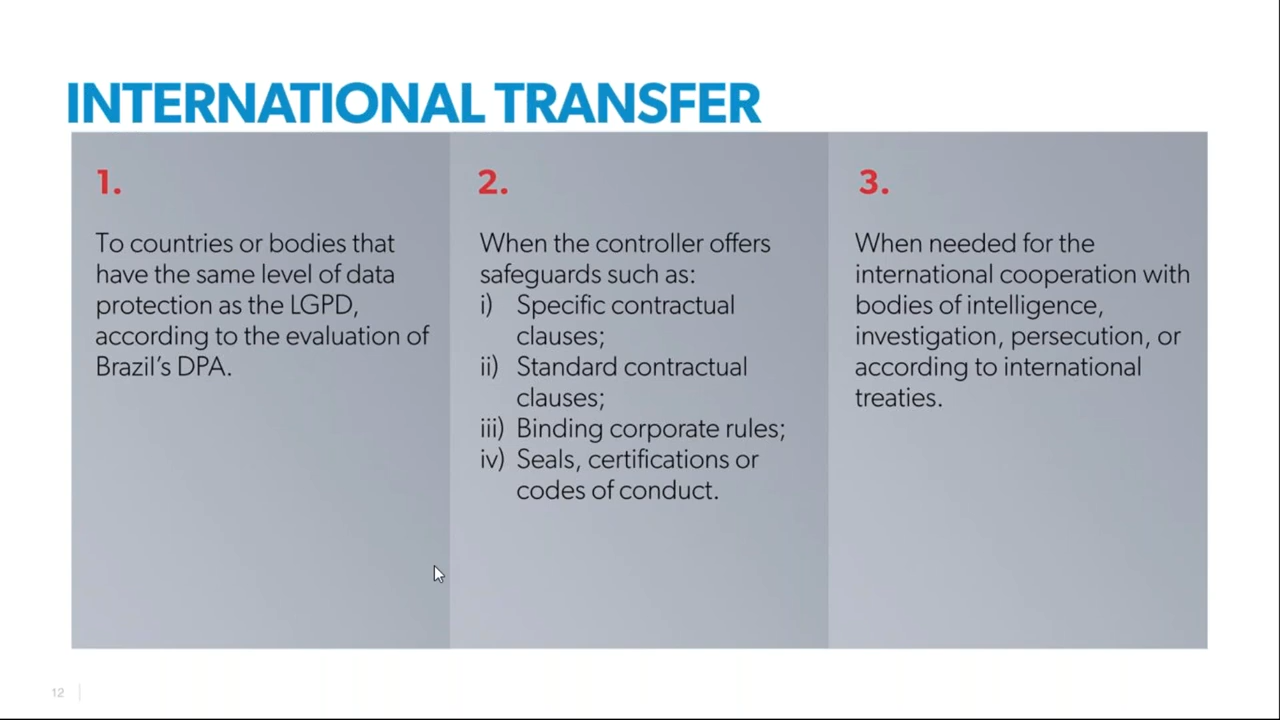 INTERNATIONAL TRANSFER
1.
To countries or bodies that
have the same level of data
protection as the LGPD,
according to the evaluation of
Brazil's DPA.
2.
When the controller offers
safeguards such as:
i) Specific contractual
clauses;
ii) Standard contractual
clauses;
iii) Binding corporate rules;
iv) Seals, certifications or
codes of conduct.
3.
When needed for the
international cooperation with
bodies of intelligence,
investigation, persecution, or
according to international
treaties.
12